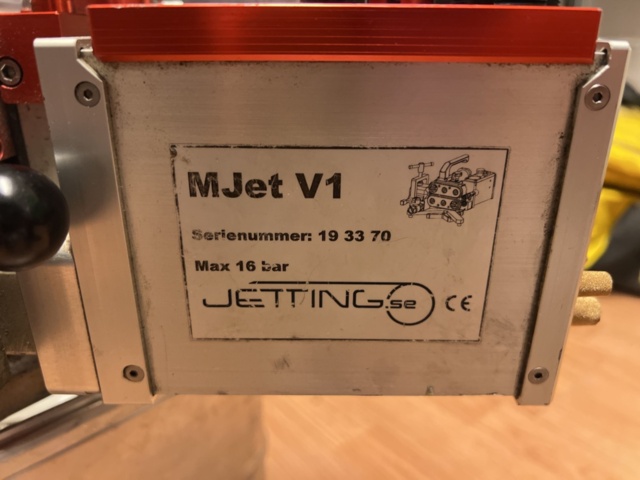 MJet V1
Serienummer: 19 33 70
Max 16 bar
JETTING.se CE